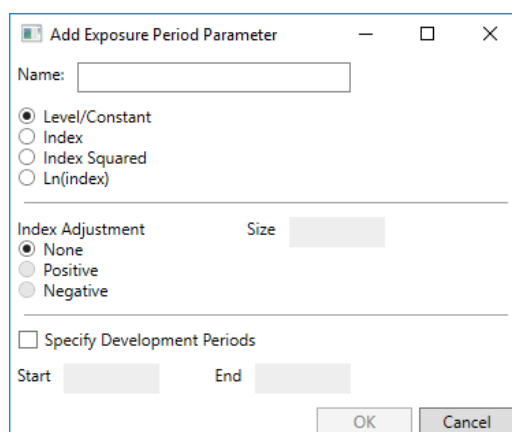 Add Exposure Period Parameter
Name:
Level/Constant
Index
Index Squared
Ln(index)
Index Adjustment Size
None
Positive
Negative
Specify Development Periods
Start End
OK Cancel